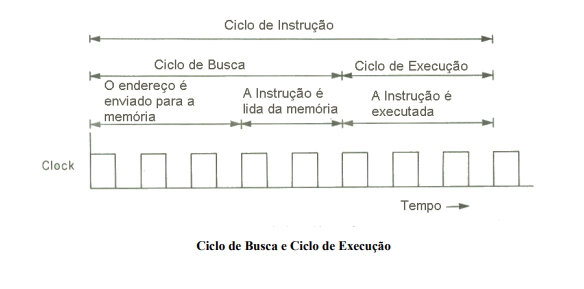 Ciclo de Instrução
Ciclo de Busca
Ciclo de Execução
O endereço é
enviado para a
memória
A Instrução é
lida da memória
A Instrução é
executada
Clock
Tempo
Ciclo de Busca e Ciclo de Execução